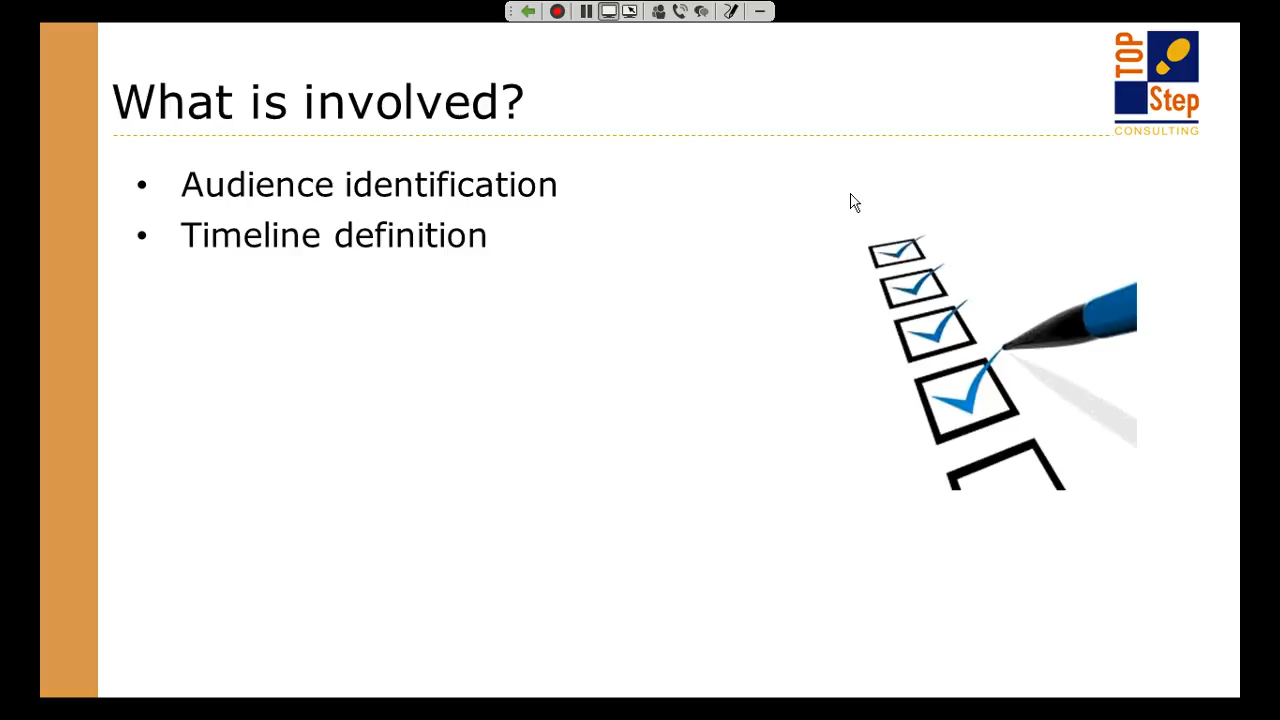 TOP
Step
CONSULTING
What is involved?
• Audience identification
• Timeline definition